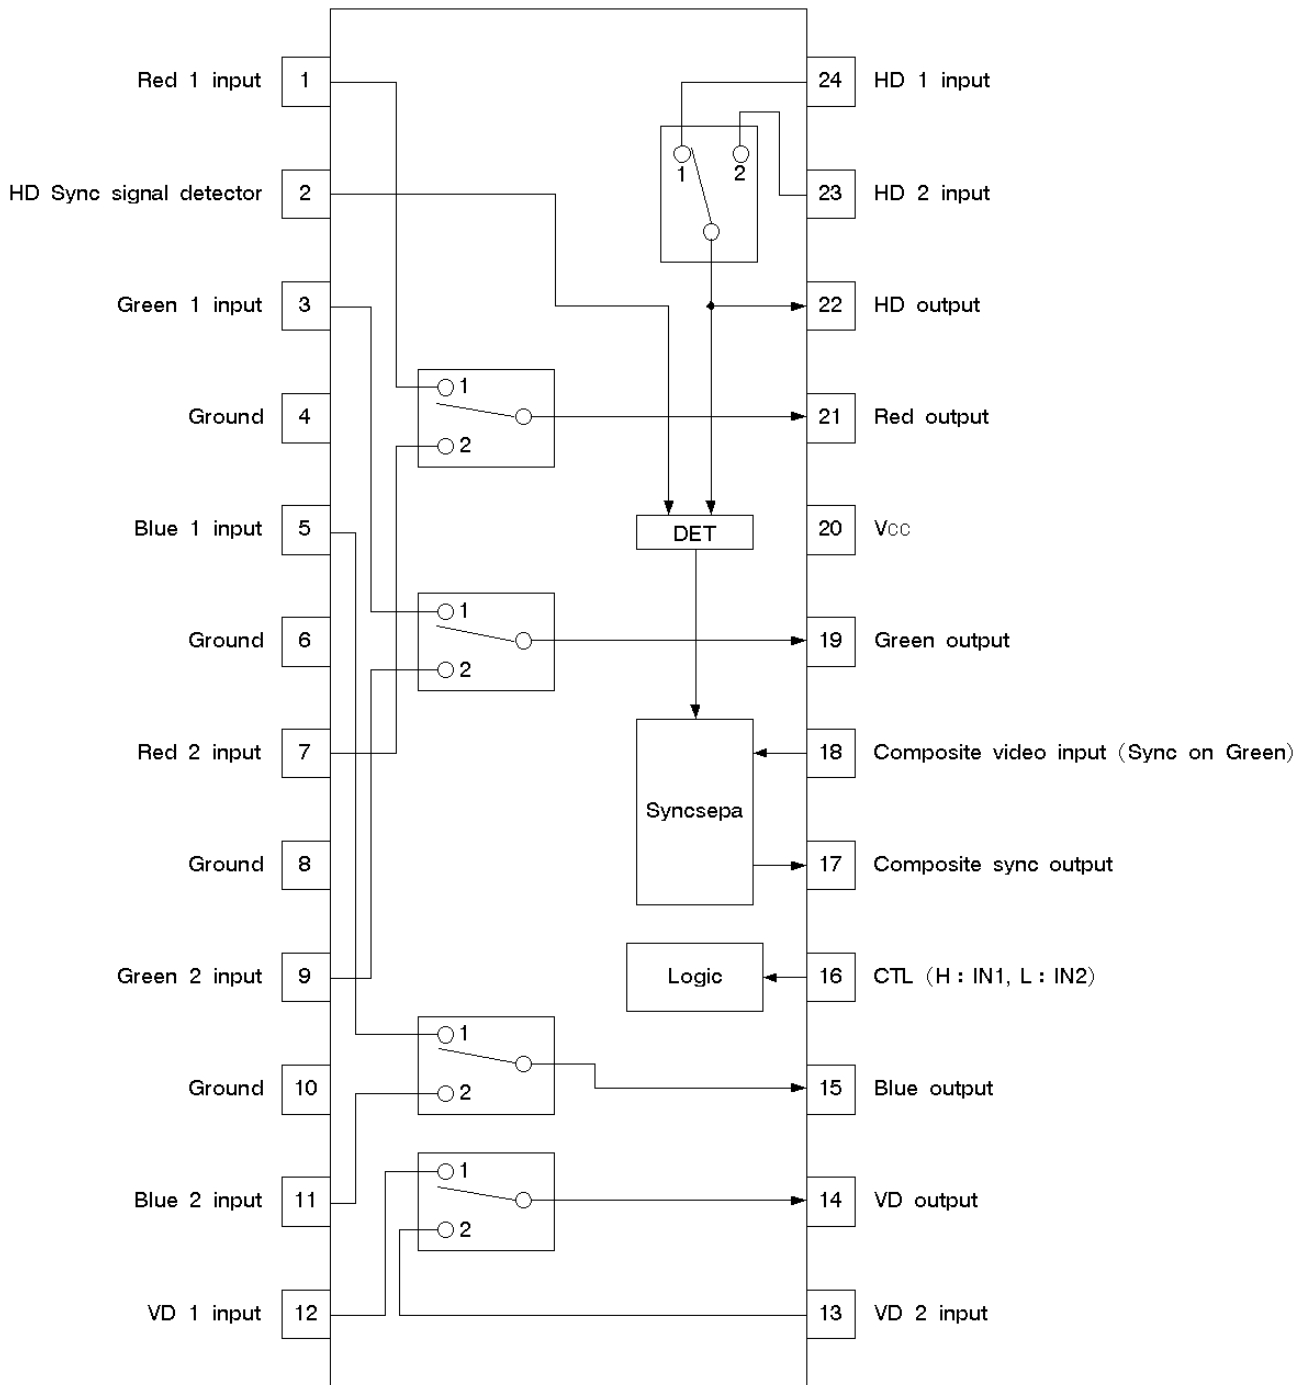 Red 1 input 1 24 HD 1 input
1 2
HD Sync signal detector 2 23 HD 2 input
Green 1 input 3 22 HD output
1
Ground 4 21 Red output
2
Blue 1 input 5 DET 20 VCC
1
Ground 6 19 Green output
2
Red 2 input 7 18 Composite video input (Sync on Green)
Syncsepa
Ground 8 17 Composite sync output
Green 2 input 9 Logic 16 CTL (H : IN1, L : IN2)
1
Ground 10 2 15 Blue output
1
Blue 2 input 11 14 VD output
2
VD 1 input 12 13 VD 2 input